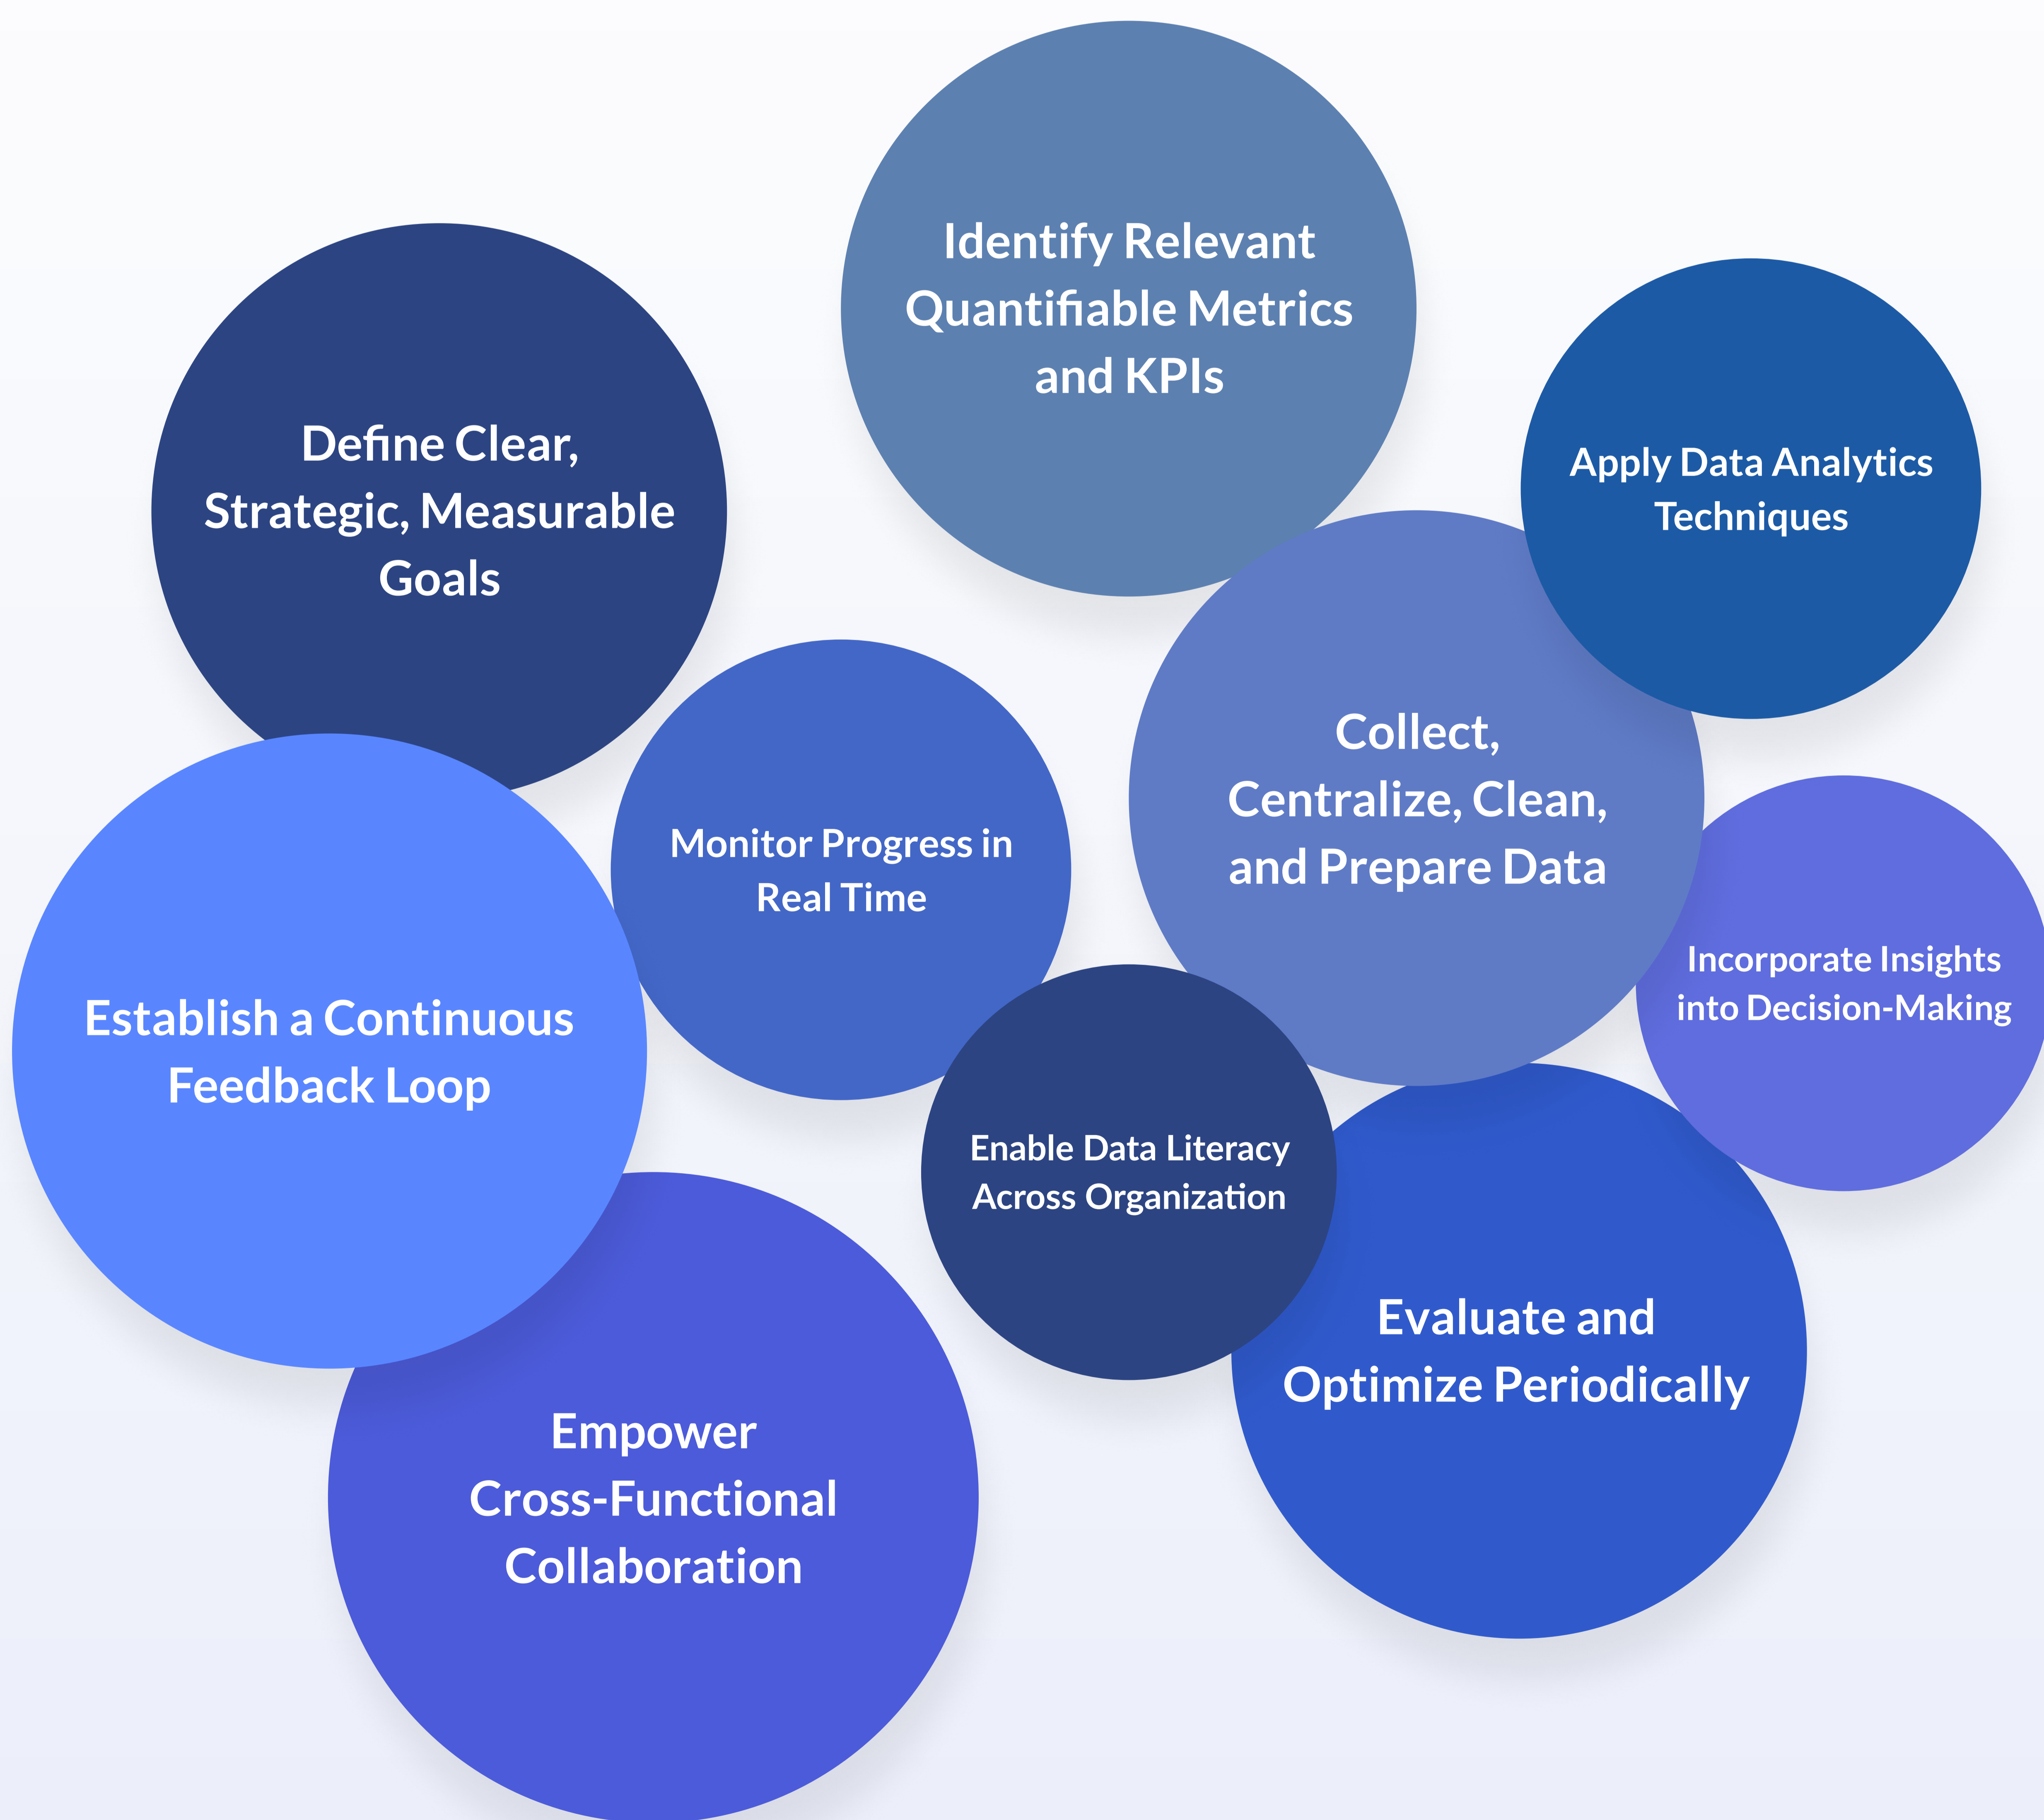 Identify Relevant
Quantifiable Metrics
and KPIs
Define Clear,
Strategic, Measurable
Goals
Apply Data Analytics
Techniques
Collect,
Centralize, Clean,
and Prepare Data
Monitor Progress in
Real Time
Incorporate Insights
into Decision-Making
Establish a Continuous
Feedback Loop
Enable Data Literacy
Across Organization
Evaluate and
Optimize Periodically
Empower
Cross-Functional
Collaboration